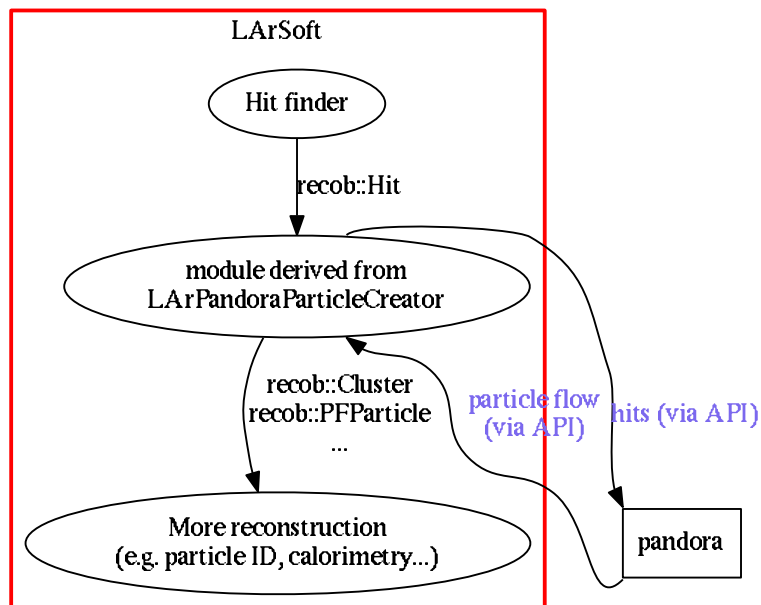 LArSoft
Hit finder
recob::Hit
module derived from
LArPandoraParticleCreator
recob::Cluster
recob::PFParticle
...
particle flow
(via API)
hits (via API)
More reconstruction
(e.g. particle ID, calorimetry...)
pandora